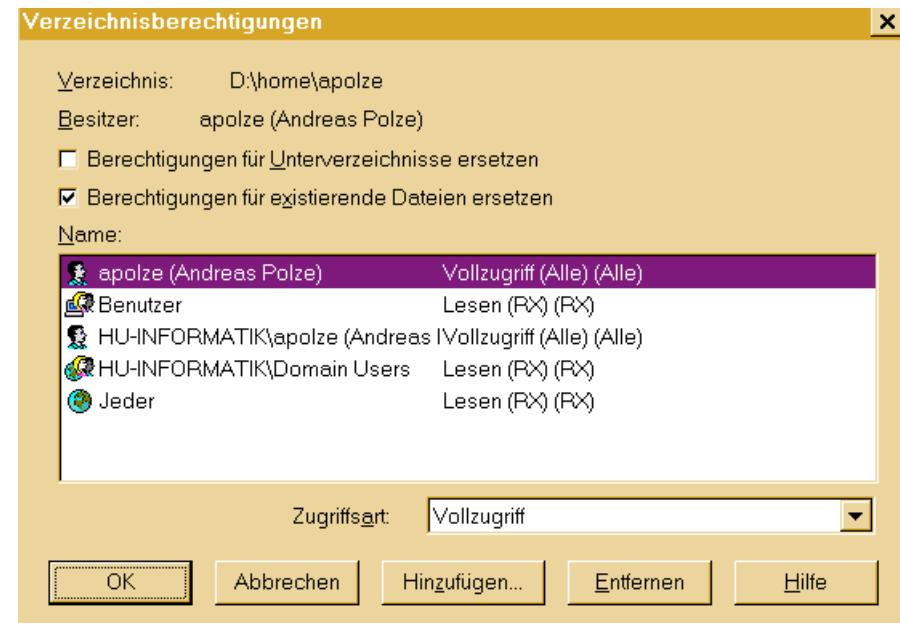 Verzeichnisberechtigungen
Verzeichnis: D:\home\apolze
Besitzer: apolze (Andreas Polze)
Berechtigungen für Unterverzeichnisse ersetzen
Berechtigungen für existierende Dateien ersetzen
Name:
apolze (Andreas Polze) Vollzugriff (Alle) (Alle)
Benutzer Lesen (RX) (RX)
HU-INFORMATIK\apolze (Andreas Vollzugriff (Alle) (Alle)
HU-INFORMATIK\Domain Users Lesen (RX) (RX)
Jeder Lesen (RX) (RX)
Zugriffsart: Vollzugriff
OK Abbrechen Hinzufügen... Entfernen Hilfe